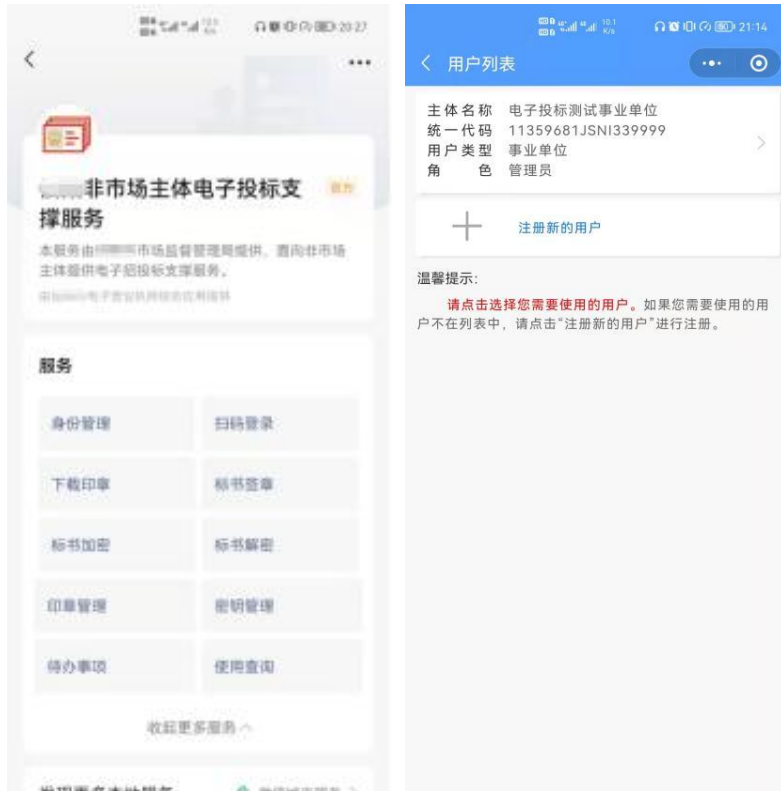 20:27
非市场主体电子投标支
撑服务
官方
本服务由 市场监督管理局提供，面向非市场
主体提供电子招投标支撑服务。
服务
身份管理
扫码登录
下载印章
标书签章
标书加密
标书解密
印章管理
密钥管理
待办事项
使用查询
收起更多服务
10.1
K/s
21:14
用户列表
主体名称 电子投标测试事业单位
统一代码 11359681JSNI339999
用户类型 事业单位
角 色 管理员
注册新的用户
温馨提示:
请点击选择您需要使用的用户。如果您需要使用的用
户不在列表中，请点击“注册新的用户”进行注册。